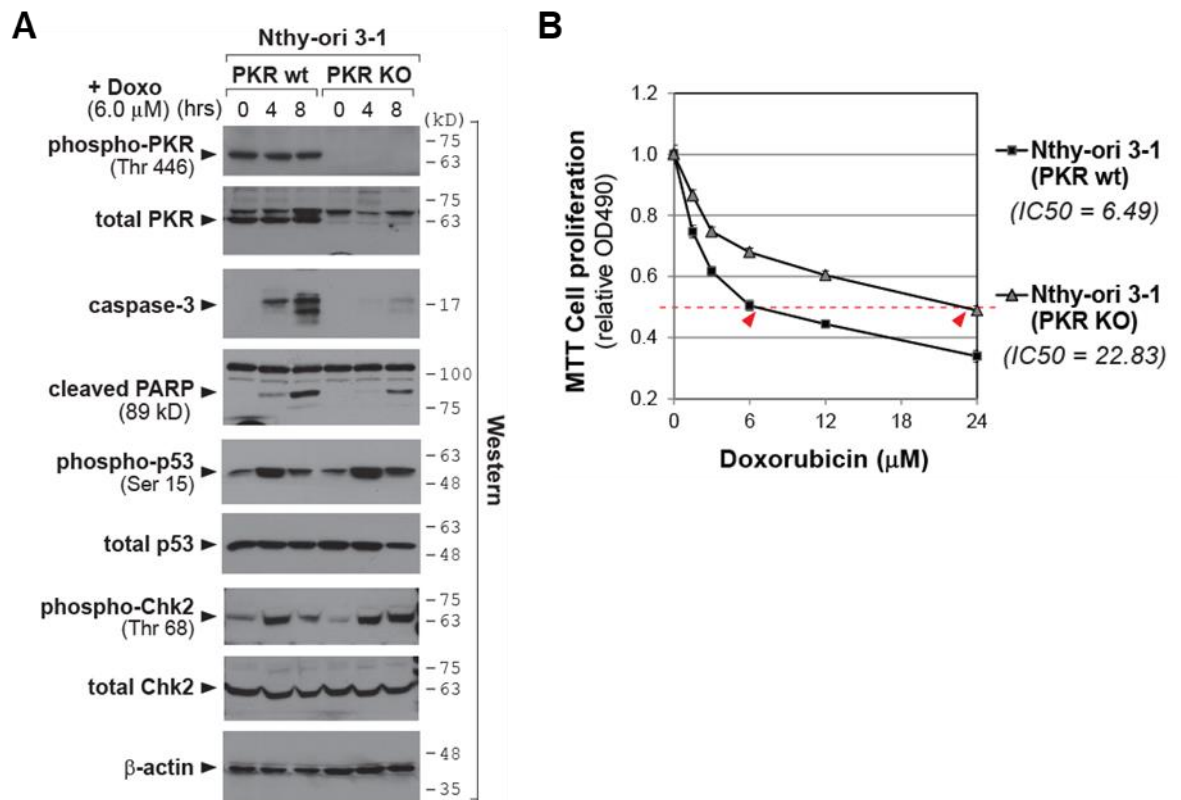 A
Nthy-ori 3-1
PKR wt PKR KO
+ Doxo
(6.0 μM) (hrs) 0 4 8 0 4 8 (kD)
phospho-PKR ►
(Thr 446)
–75
–63
total PKR ►
–75
–63
caspase-3 ►
–17
cleaved PARP ►
(89 kD)
–100
–75
phospho-p53 ►
(Ser 15)
–63
–48
total p53 ►
–63
–48
phospho-Chk2 ►
(Thr 68)
–75
–63
total Chk2 ►
–75
–63
β-actin ►
–48
–35
Western
B
MTT Cell proliferation
(relative OD490)
1.2
1.0
0.8
0.6
0.4
0.2
0 6 12 18 24
Doxorubicin (μM)
Nthy-ori 3-1
(PKR wt)
(IC50 = 6.49)
Nthy-ori 3-1
(PKR KO)
(IC50 = 22.83)